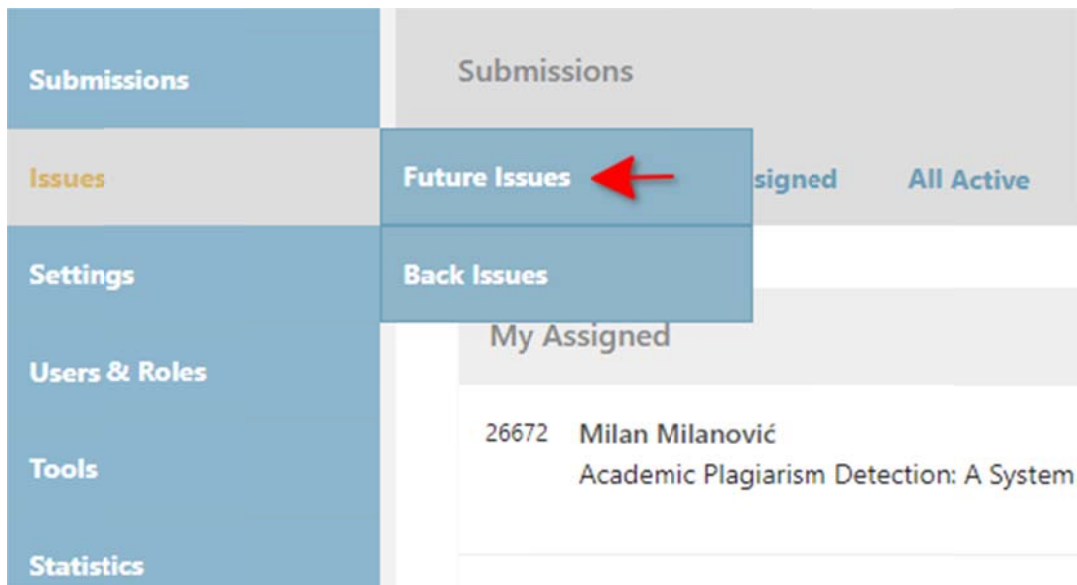 Submissions
Issues
Settings
Users & Roles
Tools
Statistics
Future Issues
Back Issues
Submissions
signed
All Active
My Assigned
26672 Milan Milanović
Academic Plagiarism Detection: A System